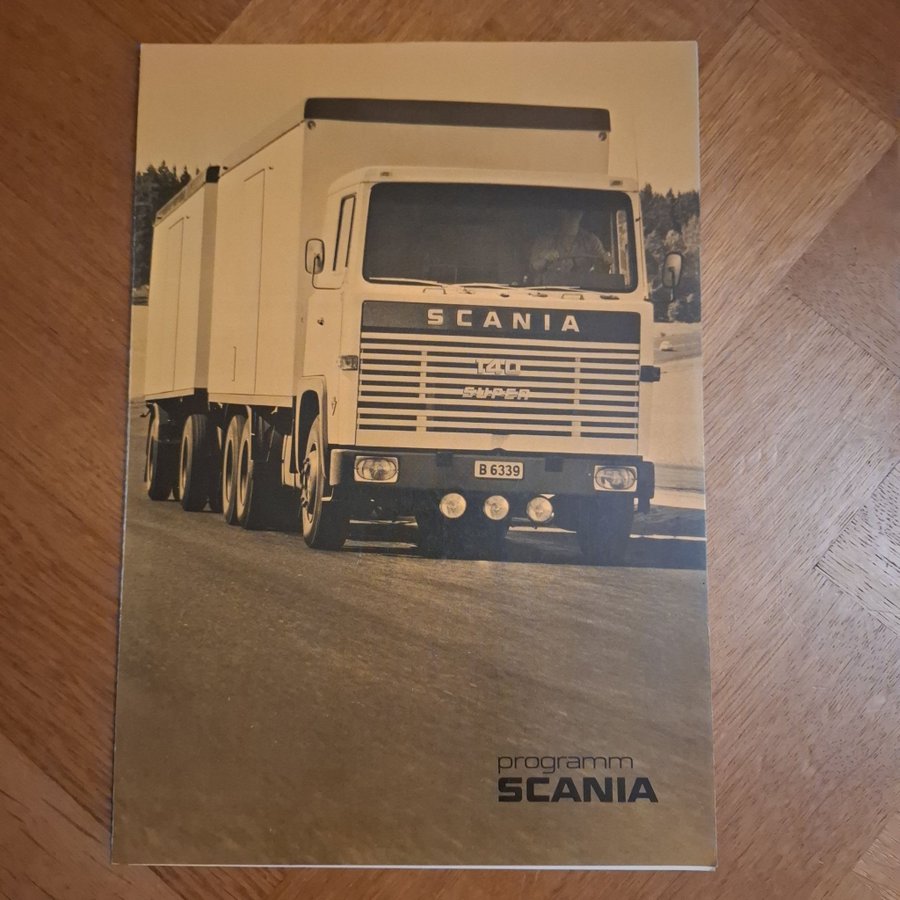 SCANIA
140
SUPER
B 6339
programm
SCANIA